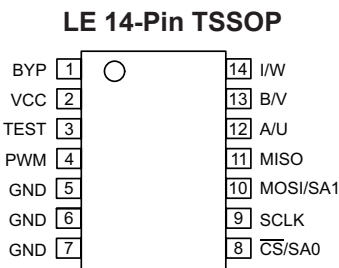 LE 14-Pin TSSOP
BYP 1 14 I/W
VCC 2 13 B/V
TEST 3 12 A/U
PWM 4 11 MISO
GND 5 10 MOSI/SA1
GND 6 9 SCLK
GND 7 8 C̅S̅/SA0